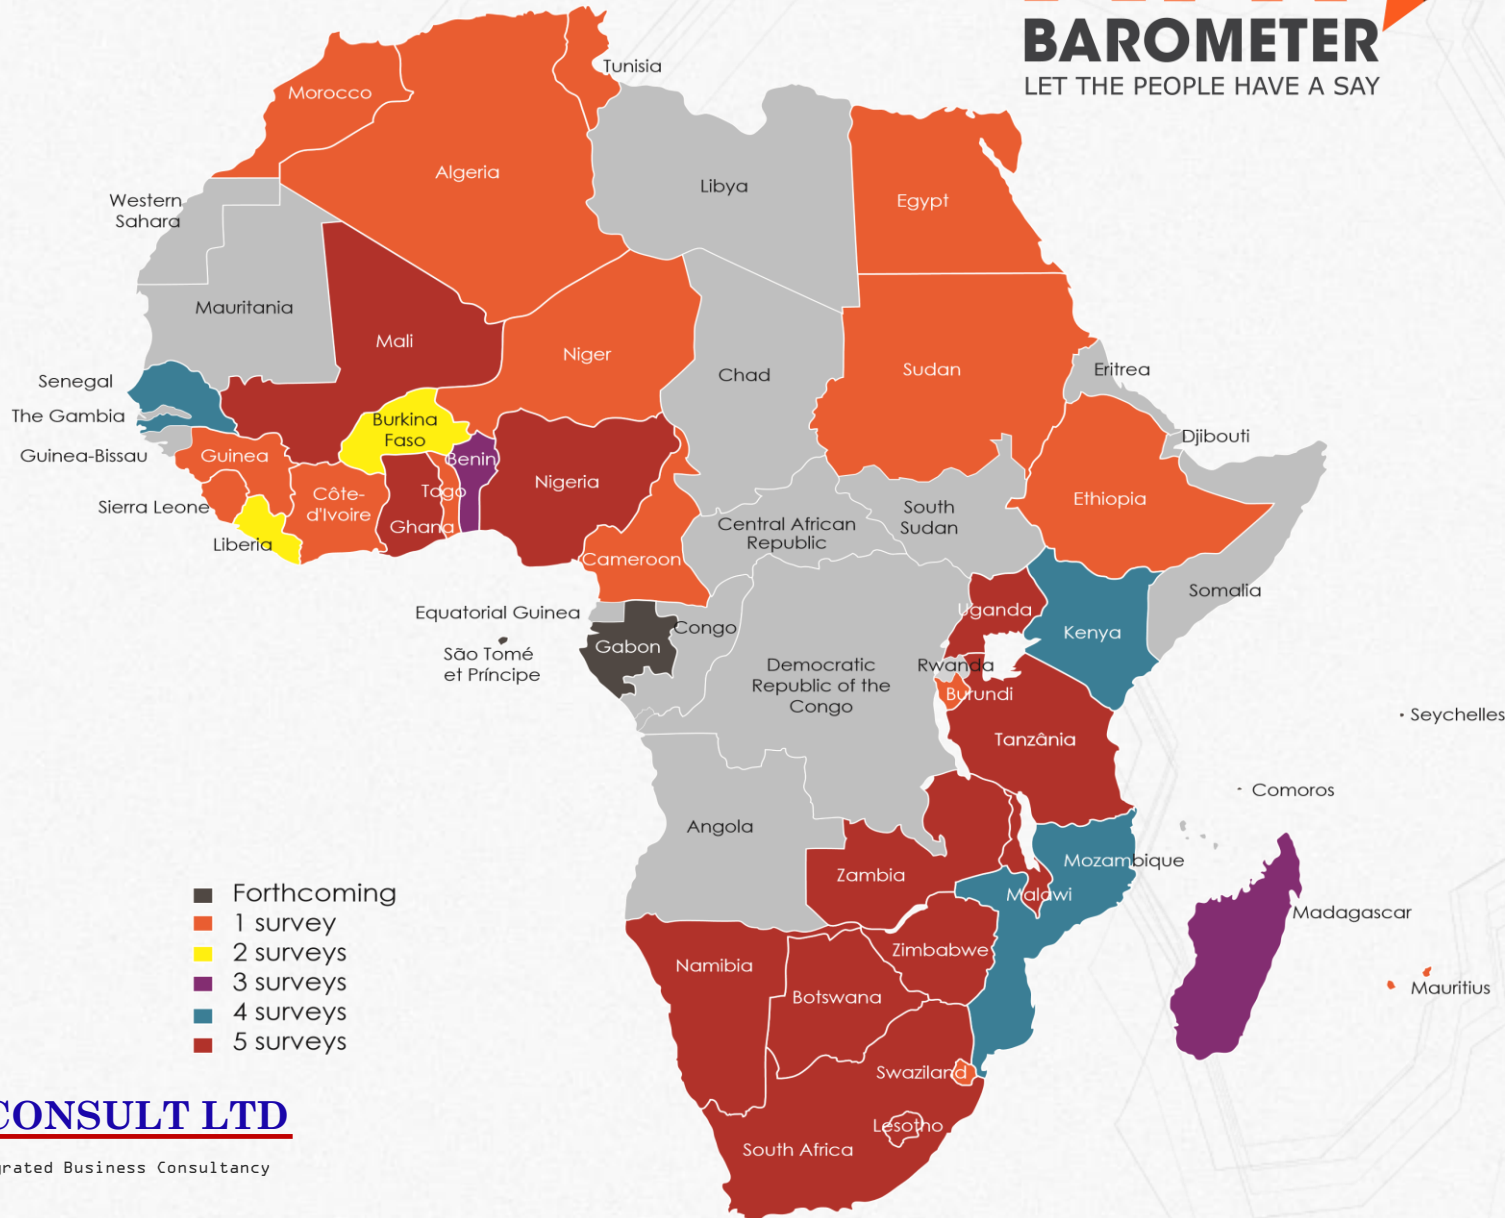 BAROMETER
LET THE PEOPLE HAVE A SAY
Tunisia
Morocco
Algeria
Libya
Egypt
Western
Sahara
Mauritania
Mali
Niger
Chad
Sudan
Eritrea
Senegal
The Gambia
Guinea-Bissau
Burkina
Faso
Djibouti
Guinea
Benin
Nigeria
Togo
Côte-
d'Ivoire
Sierra Leone
Ghana
Liberia
Ethiopia
South
Sudan
Central African
Republic
Cameroon
Somalia
Equatorial Guinea
Uganda
Congo
Kenya
Gabon
São Tomé
et Príncipe
Rwanda
Democratic
Republic of the
Congo
Burundi
Seychelles
Tanzânia
Comoros
Angola
Mozambique
Zambia
Malawi
Madagascar
Zimbabwe
Namibia
Botswana
Mauritius
Swaziland
Lesotho
South Africa
Forthcoming
1 survey
2 surveys
3 surveys
4 surveys
5 surveys
CONSULT LTD
grated Business Consultancy